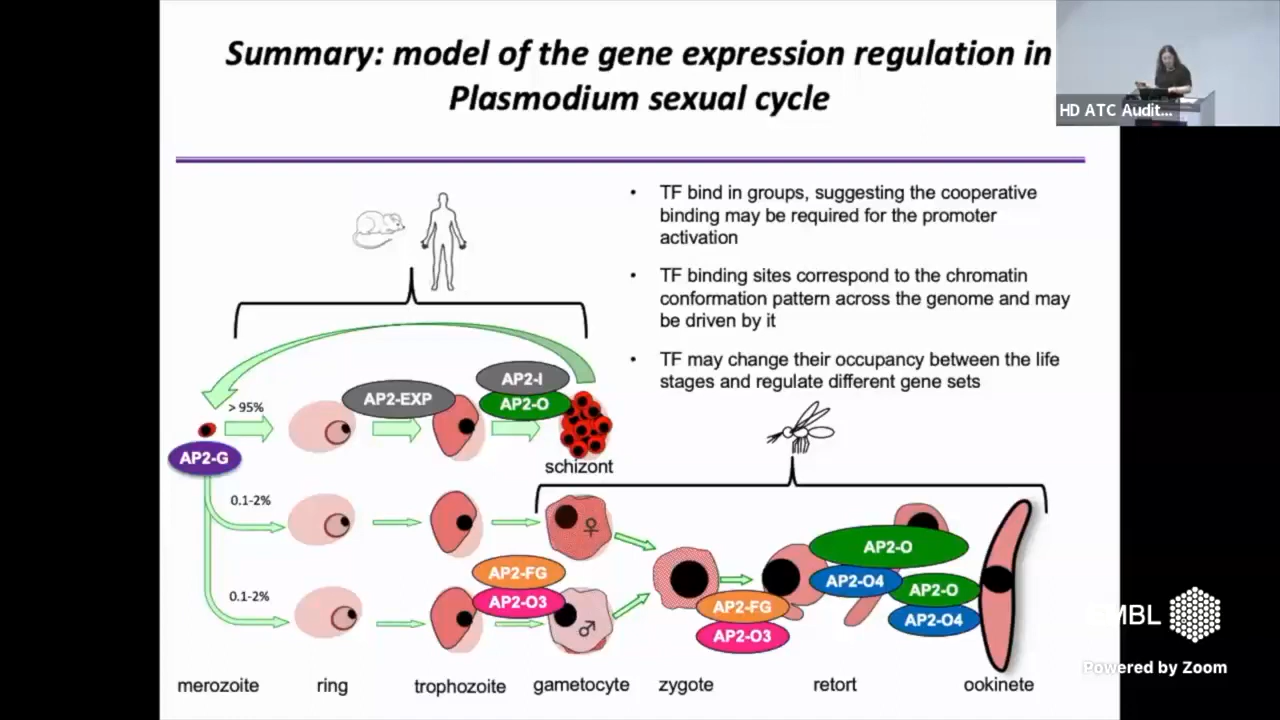 Summary: model of the gene expression regulation in
Plasmodium sexual cycle
HD ATC Audit...
• TF bind in groups, suggesting the cooperative
binding may be required for the promoter
activation
• TF binding sites correspond to the chromatin
conformation pattern across the genome and may
be driven by it
• TF may change their occupancy between the life
stages and regulate different gene sets
AP2-I
AP2-EXP
AP2-O
> 95%
AP2-G
schizont
0.1-2%
♀
AP2-O
AP2-FG
AP2-O4
AP2-O
0.1-2%
AP2-O3
AP2-FG
AP2-O4
♂
AP2-O3
merozoite
ring
trophozoite
gametocyte
zygote
retort
ookinete
Powered by Zoom